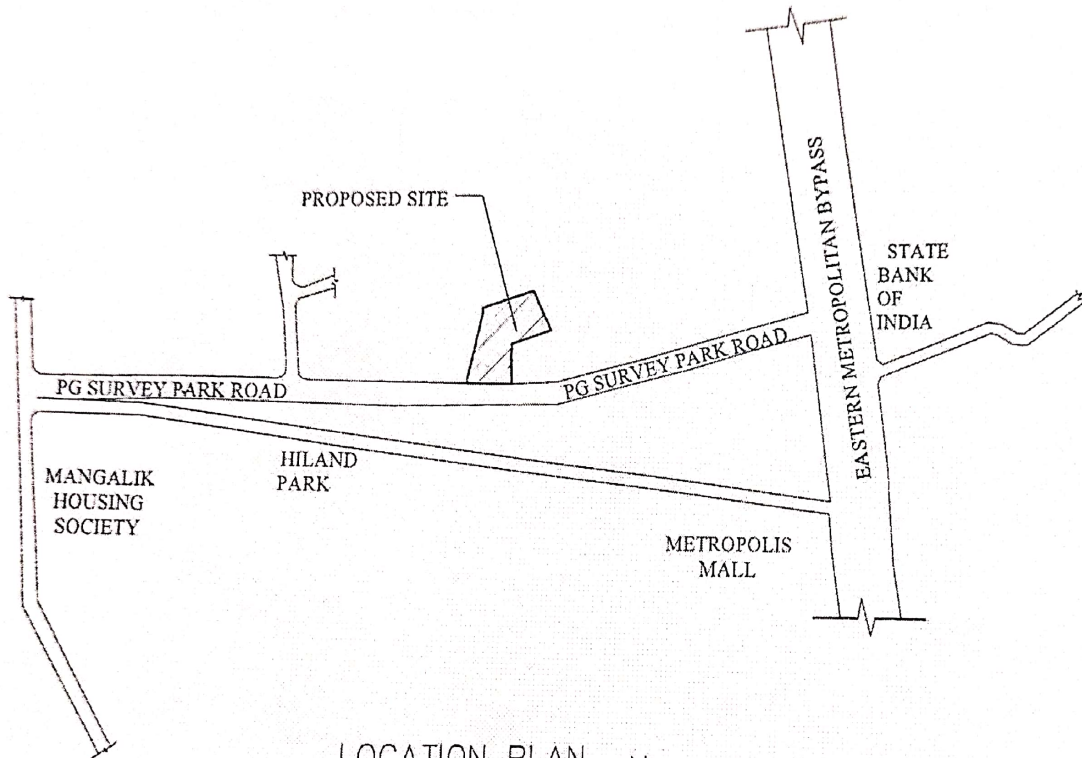 PROPOSED SITE
EASTERN METROPOLITAN BYPASS
STATE
BANK
OF
INDIA
PG SURVEY PARK ROAD
PG SURVEY PARK ROAD
MANGALIK
HOUSING
SOCIETY
HILAND
PARK
METROPOLIS
MALL
LOCATION PLAN